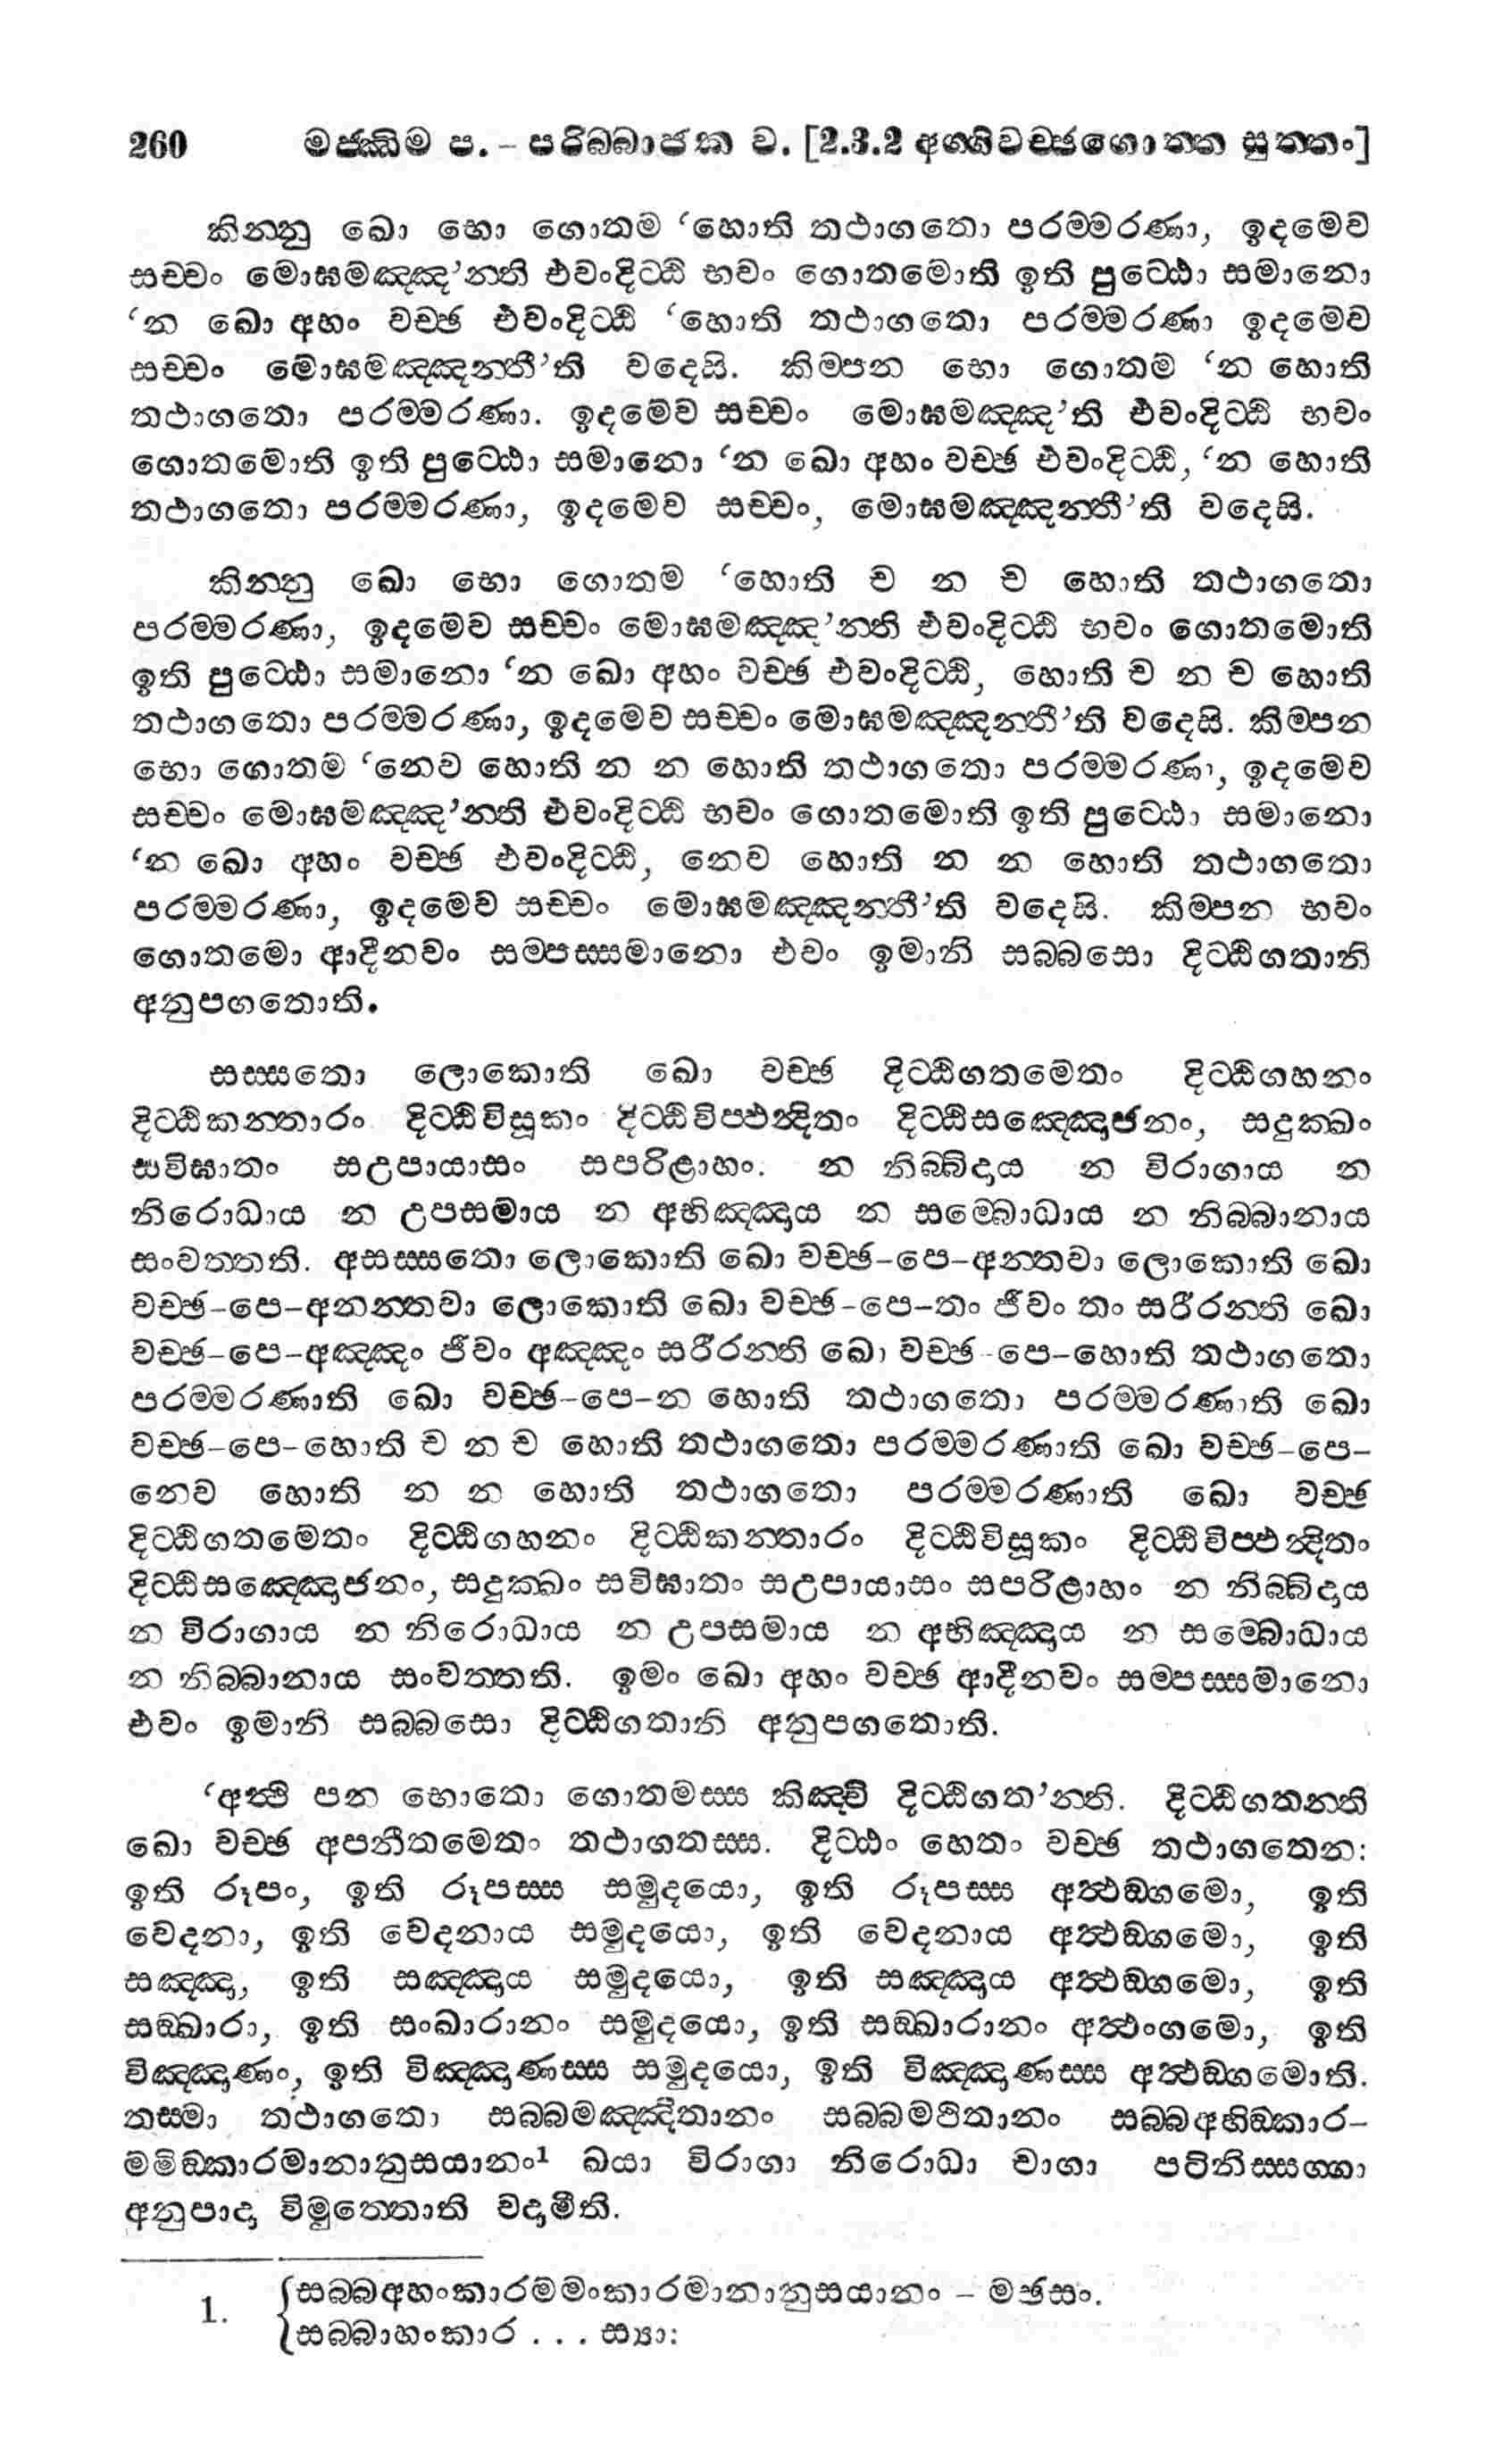 260 මජ්ඣිම ප. – පරිබ්බාජක ව. [2.3.2 අග්ගිවච්ඡගොත්ත සුත්තං]
කින්නු ඛො භො ගොතම ‘හොති තථාගතො පරම්මරණා, ඉදමෙව
සච්චං මොඝමඤ්ඤ’න්ති එවංදිට්ඨි භවං ගොතමොති ඉති පුට්ඨො සමානො
‘න ඛො අහං වච්ඡ එවංදිට්ඨි ‘හොති තථාගතො පරම්මරණා ඉදමෙව
සච්චං මොඝමඤ්ඤන්තී’ති වදෙසි. කිම්පන භො ගොතම ‘න හොති
තථාගතො පරම්මරණා. ඉදමෙව සච්චං මොඝමඤ්ඤ’ති එවංදිට්ඨි භවං
ගොතමොති ඉති පුට්ඨො සමානො ‘න ඛො අහං වච්ඡ එවංදිට්ඨි, ‘න හොති
තථාගතො පරම්මරණා, ඉදමෙව සච්චං, මොඝමඤ්ඤන්තී’ති වදෙසි.
කින්නු ඛො භො ගොතම ‘හොති ච න ච හොති තථාගතො
පරම්මරණා, ඉදමෙව සච්චං මොඝමඤ්ඤ’න්ති එවංදිට්ඨි භවං ගොතමොති
ඉති පුට්ඨො සමානො ‘න ඛො අහං වච්ඡ එවංදිට්ඨි, හොති ච න ච හොති
තථාගතො පරම්මරණා, ඉදමෙව සච්චං මොඝමඤ්ඤන්තී’ති වදෙසි. කිම්පන
භො ගොතම ‘නෙව හොති න න හොති තථාගතො පරම්මරණා, ඉදමෙව
සච්චං මොඝමඤ්ඤ’න්ති එවංදිට්ඨි භවං ගොතමොති ඉති පුට්ඨො සමානො
‘න ඛො අහං වච්ඡ එවංදිට්ඨි, නෙව හොති න න හොති තථාගතො
පරම්මරණා, ඉදමෙව සච්චං මොඝමඤ්ඤන්තී’ති වදෙසි. කිම්පන භවං
ගොතමො ආදීනවං සම්පස්සමානො එවං ඉමානි සබ්බසො දිට්ඨිගතානි
අනුපගතොති.
සස්සතො ලොකොති ඛො වච්ඡ දිට්ඨිගතමෙතං දිට්ඨිගහනං
දිට්ඨිකන්තාරං දිට්ඨිවිසූකං දිට්ඨිවිප්ඵන්දිතං දිට්ඨිසඤ්ඤොජනං, සදුක්ඛං
සවිඝාතං සඋපායාසං සපරිළාහං. න නිබ්බිදාය න විරාගාය න
නිරොධාය න උපසමාය න අභිඤ්ඤාය න සම්බොධාය න නිබ්බානාය
සංවත්තති. අසස්සතො ලොකොති ඛො වච්ඡ–පෙ–අන්තවා ලොකොති ඛො
වච්ඡ–පෙ–අනන්තවා ලොකොති ඛො වච්ඡ–පෙ–තං ජීවං තං සරීරන්ති ඛො
වච්ඡ–පෙ–අඤ්ඤං ජීවං අඤ්ඤං සරීරන්ති ඛො වච්ඡ–පෙ–හොති තථාගතො
පරම්මරණාති ඛො වච්ඡ–පෙ–න හොති තථාගතො පරම්මරණාති ඛො
වච්ඡ–පෙ–හොති ච න ච හොති තථාගතො පරම්මරණාති ඛො වච්ඡ–පෙ–
නෙව හොති න න හොති තථාගතො පරම්මරණාති ඛො වච්ඡ
දිට්ඨිගතමෙතං දිට්ඨිගහනං දිට්ඨිකන්තාරං දිට්ඨිවිසූකං දිට්ඨිවිප්ඵන්දිතං
දිට්ඨිසඤ්ඤොජනං, සදුක්ඛං සවිඝාතං සඋපායාසං සපරිළාහං න නිබ්බිදාය
න විරාගාය න නිරොධාය න උපසමාය න අභිඤ්ඤාය න සම්බොධාය
න නිබ්බානාය සංවත්තති. ඉමං ඛො අහං වච්ඡ ආදීනවං සම්පස්සමානො
එවං ඉමානි සබ්බසො දිට්ඨිගතානි අනුපගතොති.
‘අත්ථි පන භොතො ගොතමස්ස කිඤ්චි දිට්ඨිගත’න්ති. දිට්ඨිගතන්ති
ඛො වච්ඡ අපනීතමෙතං තථාගතස්ස. දිට්ඨං හෙතං වච්ඡ තථාගතෙන:
ඉති රූපං, ඉති රූපස්ස සමුදයො, ඉති රූපස්ස අත්ථඞ්ගමො, ඉති
වෙදනා, ඉති වෙදනාය සමුදයො, ඉති වෙදනාය අත්ථඞ්ගමො, ඉති
සඤ්ඤා, ඉති සඤ්ඤාය සමුදයො, ඉති සඤ්ඤාය අත්ථඞ්ගමො, ඉති
සඞ්ඛාරා, ඉති සංඛාරානං සමුදයො, ඉති සඞ්ඛාරානං අත්ථංගමො, ඉති
විඤ්ඤාණං, ඉති විඤ්ඤාණස්ස සමුදයො, ඉති විඤ්ඤාණස්ස අත්ථඞ්ගමොති.
තස්මා තථාගතො සබ්බමඤ්ඤිතානං සබ්බමථිතානං සබ්බඅහිඞ්කාර–
මමිඞ්කාරමානානුසයානං¹ ඛයා විරාගා නිරොධා චාගා පටිනිස්සග්ගා
අනුපාදා විමුත්තොති වදාමීති.
1. {සබ්බඅහංකාරමමංකාරමානානුසයානං – මඡසං.
{සබ්බාහංකාර . . . ස්‍යා: